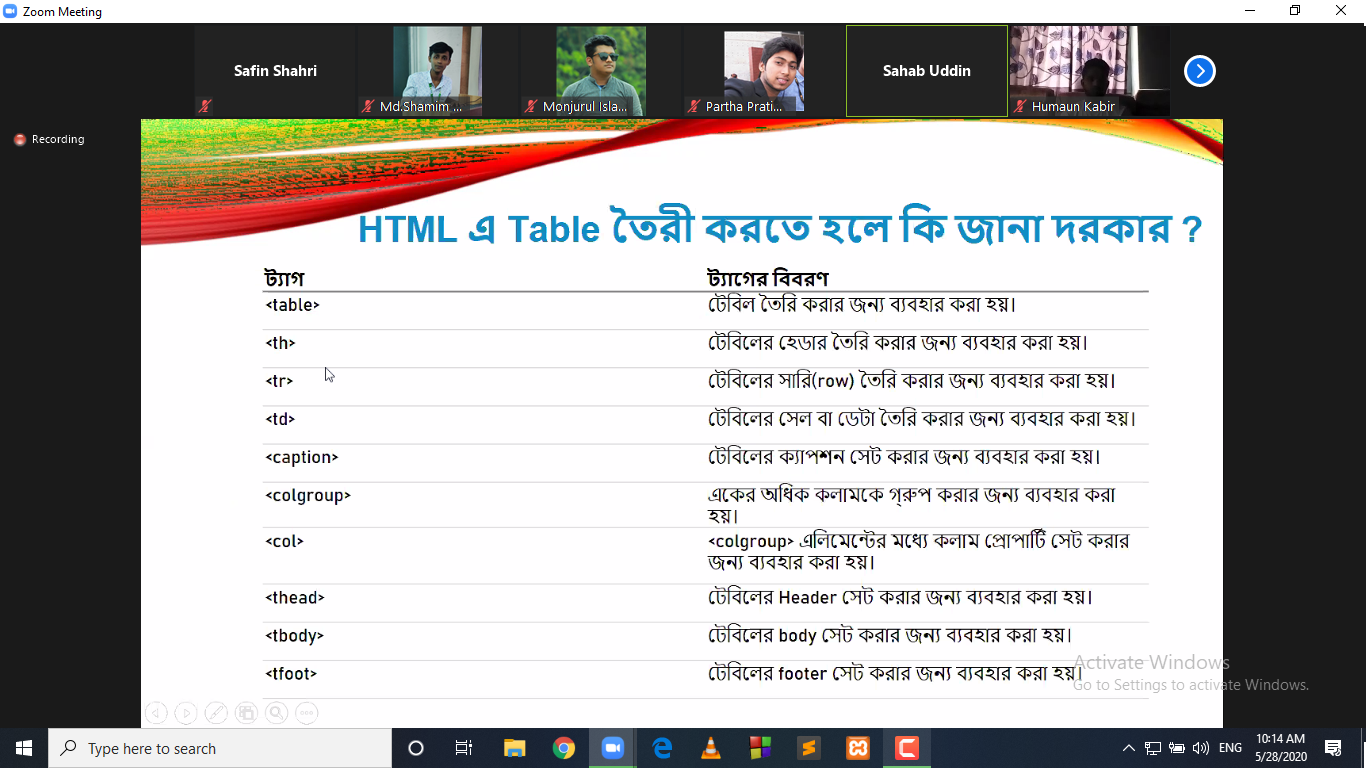 Zoom Meeting
Safin Shahri
Md.Shamim ...
Monjurul Isla...
Partha Prati...
Sahab Uddin
Humaun Kabir
Recording
HTML এ Table তৈরী করতে হলে কি জানা দরকার ?
ট্যাগ ট্যাগের বিবরণ
<table> টেবিল তৈরি করার জন্য ব্যবহার করা হয়।
<th> টেবিলের হেডার তৈরি করার জন্য ব্যবহার করা হয়।
<tr> টেবিলের সারি(row) তৈরি করার জন্য ব্যবহার করা হয়।
<td> টেবিলের সেল বা ডেটা তৈরি করার জন্য ব্যবহার করা হয়।
<caption> টেবিলের ক্যাপশন সেট করার জন্য ব্যবহার করা হয়।
<colgroup> একের অধিক কলামকে গ্রুপ করার জন্য ব্যবহার করা
হয়।
<col> <colgroup> এলিমেন্টের মধ্যে কলাম প্রোপার্টি সেট করার
জন্য ব্যবহার করা হয়।
<thead> টেবিলের Header সেট করার জন্য ব্যবহার করা হয়।
<tbody> টেবিলের body সেট করার জন্য ব্যবহার করা হয়।
<tfoot> টেবিলের footer সেট করার জন্য ব্যবহার করা হয়।
Activate Windows
Go to Settings to activate Windows.
Type here to search
ENG
10:14 AM
5/28/2020